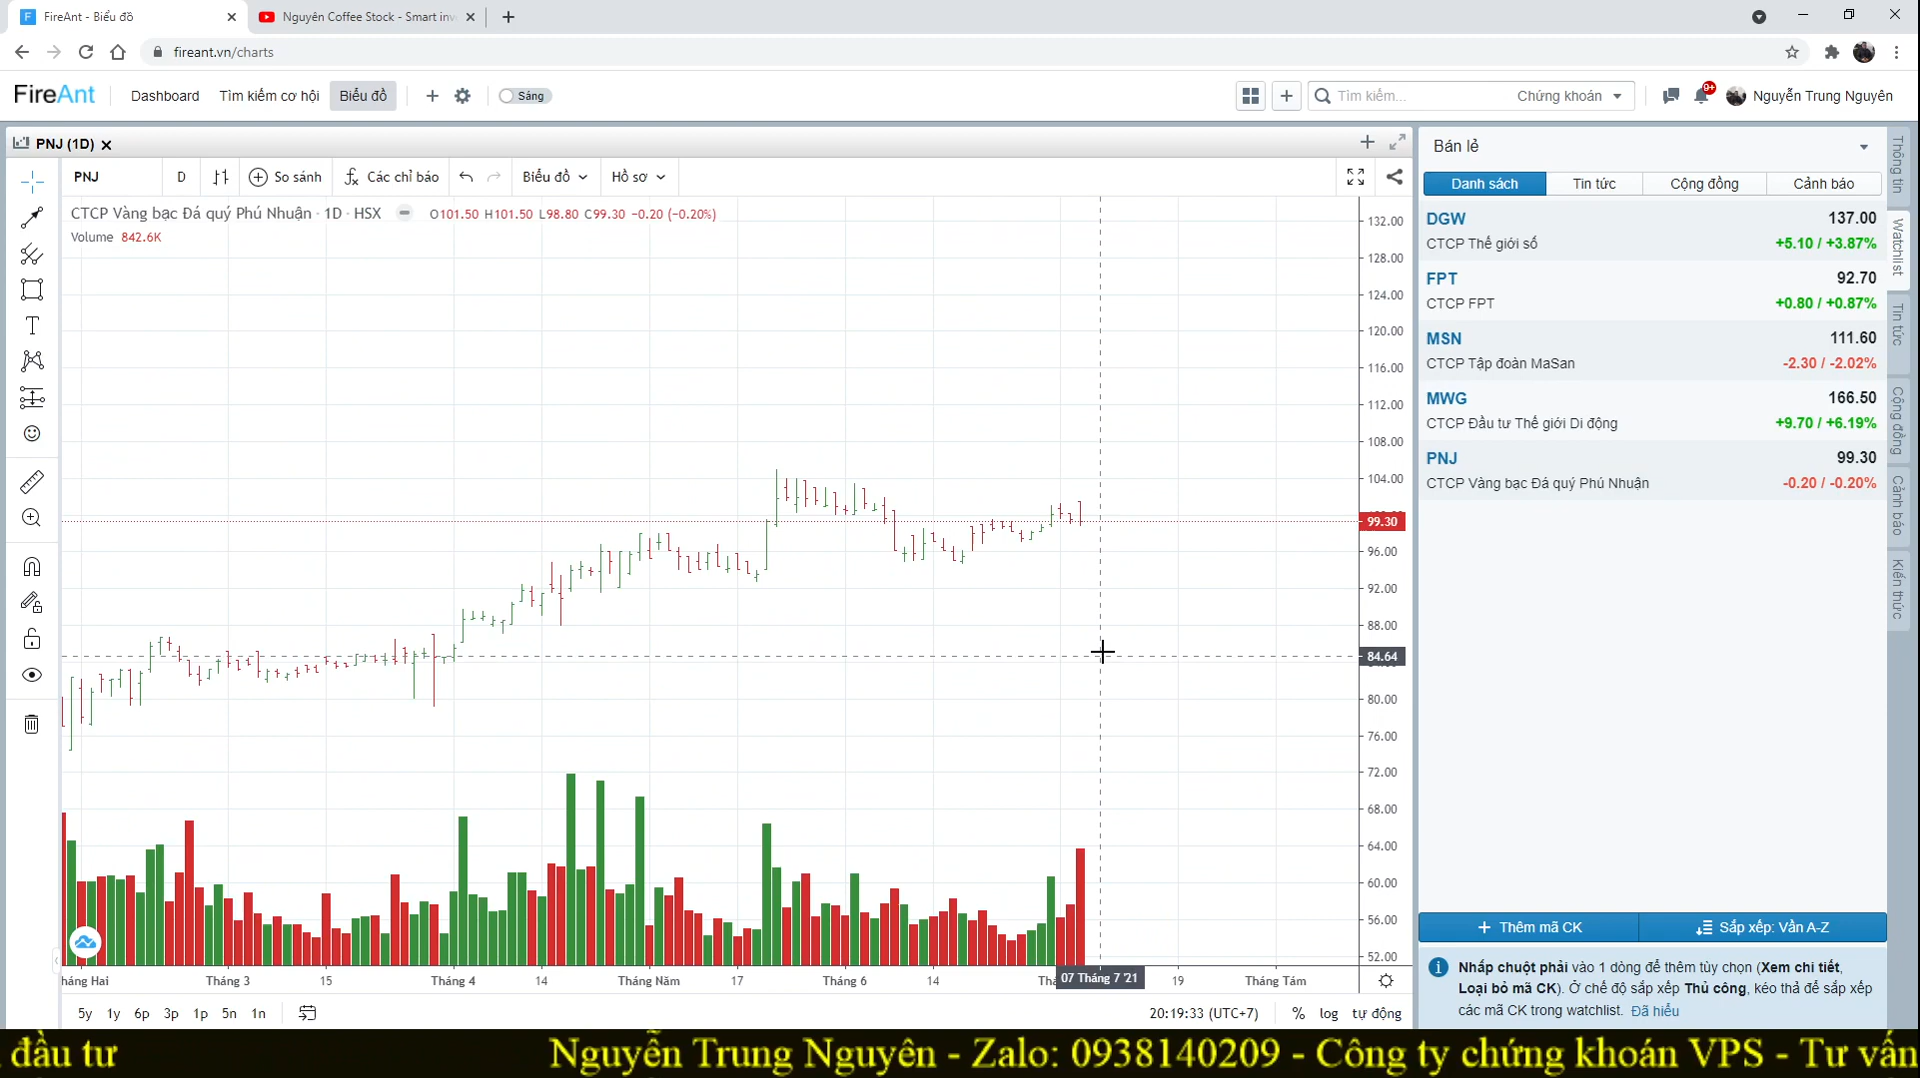 FireAnt - Biểu đồ
Nguyên Coffee Stock - Smart inv
fireant.vn/charts
FireAnt
Dashboard
Tìm kiếm cơ hội
Biểu đồ
Sáng
Tìm kiếm...
Chứng khoán
9+
Nguyễn Trung Nguyên
PNJ (1D)
PNJ
D
So sánh
Các chỉ báo
Biểu đồ
Hồ sơ
CTCP Vàng bạc Đá quý Phú Nhuận · 1D · HSX
O101.50 H101.50 L98.80 C99.30 -0.20 (-0.20%)
Volume 842.6K
132.00
128.00
124.00
120.00
116.00
112.00
108.00
104.00
99.30
96.00
92.00
88.00
84.64
80.00
76.00
72.00
68.00
64.00
60.00
56.00
52.00
háng Hai
Tháng 3
15
Tháng 4
14
Tháng Năm
17
Tháng 6
14
Thá
07 Tháng 7 '21
19
Tháng Tám
5y 1y 6p 3p 1p 5n 1n
20:19:33 (UTC+7)
% log tự động
Bán lẻ
Danh sách
Tin tức
Cộng đồng
Cảnh báo
DGW 137.00
CTCP Thế giới số +5.10 / +3.87%
FPT 92.70
CTCP FPT +0.80 / +0.87%
MSN 111.60
CTCP Tập đoàn MaSan -2.30 / -2.02%
MWG 166.50
CTCP Đầu tư Thế giới Di động +9.70 / +6.19%
PNJ 99.30
CTCP Vàng bạc Đá quý Phú Nhuận -0.20 / -0.20%
Thêm mã CK
Sắp xếp: Vần A-Z
Nhấp chuột phải vào 1 dòng để thêm tùy chọn (Xem chi tiết,
Loại bỏ mã CK). Ở chế độ sắp xếp Thủ công, kéo thả để sắp xếp
các mã CK trong watchlist. Đã hiểu
Thông tin
Watchlist
Tin tức
Cộng đồng
Cảnh báo
Kiến thức
đầu tư
Nguyễn Trung Nguyên - Zalo: 0938140209 - Công ty chứng khoán VPS - Tư vấn